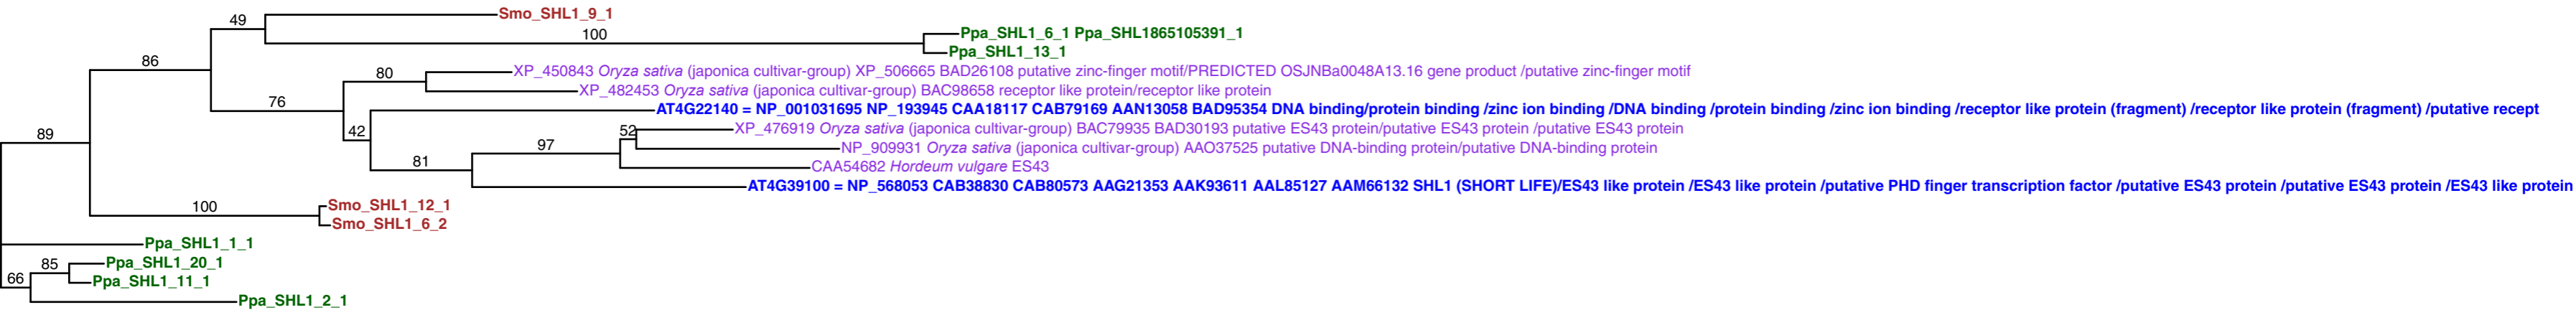 49
Smo_SHL1_9_1
100
Ppa_SHL1_6_1 Ppa_SHL1865105391_1
Ppa_SHL1_13_1
86
80
XP_450843 Oryza sativa (japonica cultivar-group) XP_506665 BAD26108 putative zinc-finger motif/PREDICTED OSJNBa0048A13.16 gene product /putative zinc-finger motif
XP_482453 Oryza sativa (japonica cultivar-group) BAC98658 receptor like protein/receptor like protein
76
AT4G22140 = NP_001031695 NP_193945 CAA18117 CAB79169 AAN13058 BAD95354 DNA binding/protein binding /zinc ion binding /DNA binding /protein binding /zinc ion binding /receptor like protein (fragment) /receptor like protein (fragment) /putative recept
42
52
XP_476919 Oryza sativa (japonica cultivar-group) BAC79935 BAD30193 putative ES43 protein/putative ES43 protein /putative ES43 protein
89
97
NP_909931 Oryza sativa (japonica cultivar-group) AAO37525 putative DNA-binding protein/putative DNA-binding protein
81
CAA54682 Hordeum vulgare ES43
AT4G39100 = NP_568053 CAB38830 CAB80573 AAG21353 AAK93611 AAL85127 AAM66132 SHL1 (SHORT LIFE)/ES43 like protein /ES43 like protein /putative PHD finger transcription factor /putative ES43 protein /putative ES43 protein /ES43 like protein
100
Smo_SHL1_12_1
Smo_SHL1_6_2
Ppa_SHL1_1_1
85
Ppa_SHL1_20_1
66
Ppa_SHL1_11_1
Ppa_SHL1_2_1